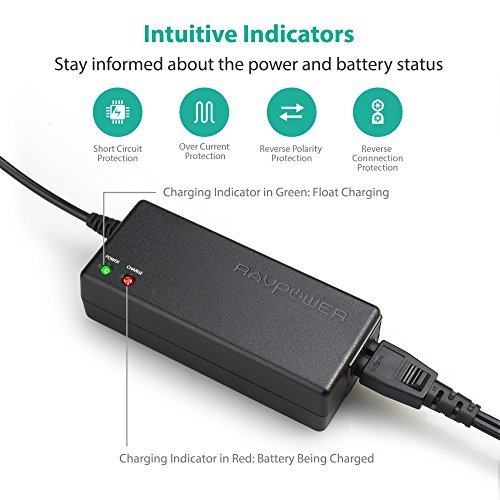 Intuitive Indicators
Stay informed about the power and battery status
Short Circuit
Protection
Over Current
Protection
Reverse Polarity
Protection
Reverse
Connnection
Protection
Charging Indicator in Green: Float Charging
POWER
CHARGE
RAVPOWER
Charging Indicator in Red: Battery Being Charged